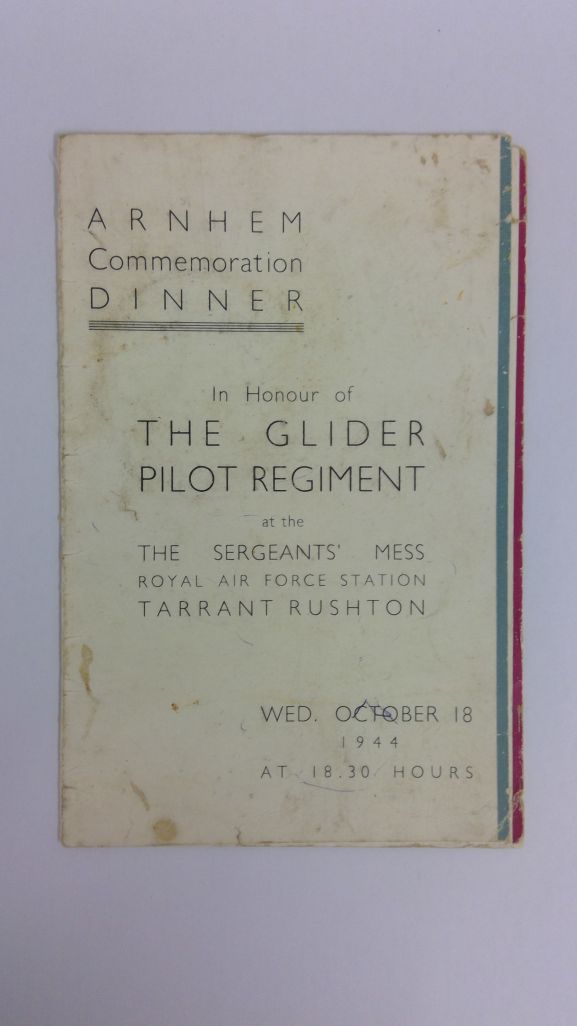 ARNHEM
Commemoration
DINNER
In Honour of
THE GLIDER
PILOT REGIMENT
at the
THE SERGEANTS' MESS
ROYAL AIR FORCE STATION
TARRANT RUSHTON
WED. OCTOBER 18
1944
AT 18.30 HOURS